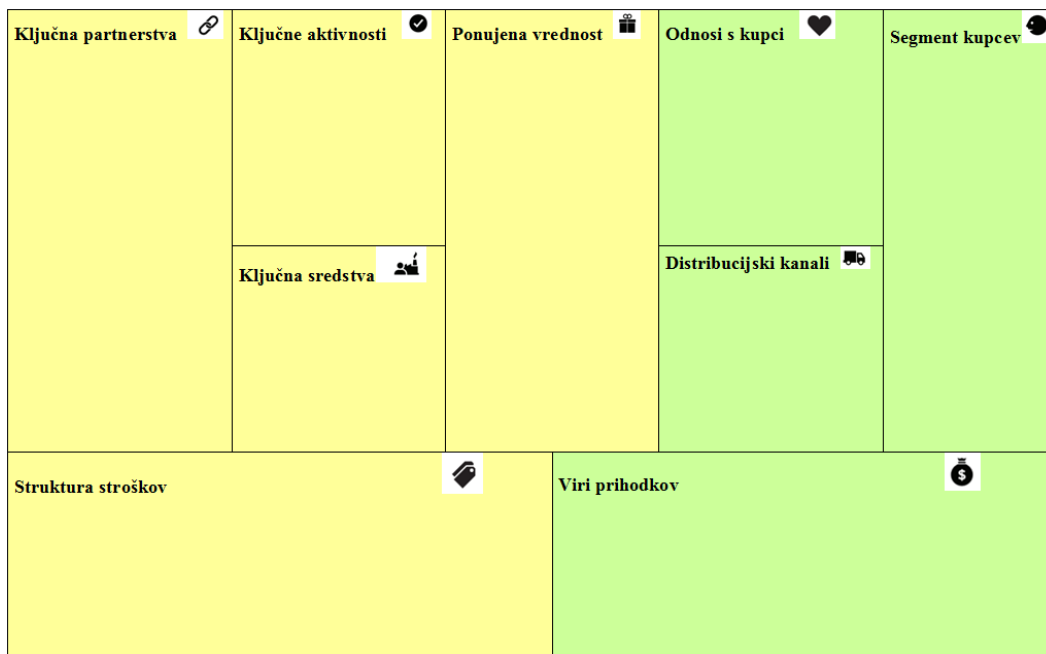 Ključna partnerstva
Ključne aktivnosti
Ponujena vrednost
Odnosi s kupci
Segment kupcev
Ključna sredstva
Distribucijski kanali
Struktura stroškov
Viri prihodkov
$